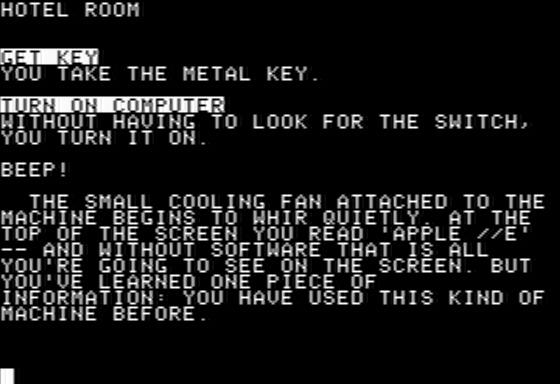 HOTEL ROOM
GET KEY
YOU TAKE THE METAL KEY.
TURN ON COMPUTER
WITHOUT HAVING TO LOOK FOR THE SWITCH,
YOU TURN IT ON.
BEEP!
THE SMALL COOLING FAN ATTACHED TO THE
MACHINE BEGINS TO WHIR QUIETLY. AT THE
TOP OF THE SCREEN YOU READ 'APPLE //E'
-- AND WITHOUT SOFTWARE THAT IS ALL
YOU'RE GOING TO SEE ON THE SCREEN. BUT
YOU'VE LEARNED ONE PIECE OF
INFORMATION: YOU HAVE USED THIS KIND OF
MACHINE BEFORE.